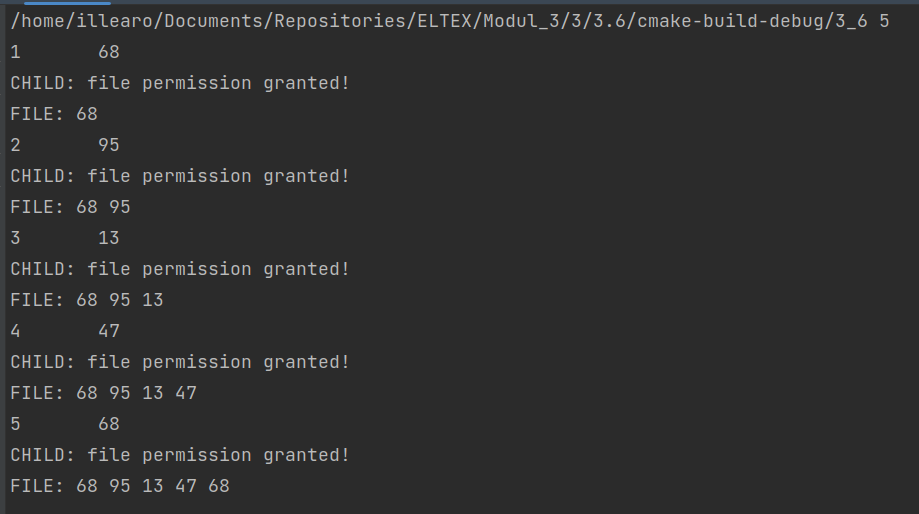 /home/illearo/Documents/Repositories/ELTEX/Modul_3/3/3.6/cmake-build-debug/3_6 5
1       68
CHILD: file permission granted!
FILE: 68
2       95
CHILD: file permission granted!
FILE: 68 95
3       13
CHILD: file permission granted!
FILE: 68 95 13
4       47
CHILD: file permission granted!
FILE: 68 95 13 47
5       68
CHILD: file permission granted!
FILE: 68 95 13 47 68